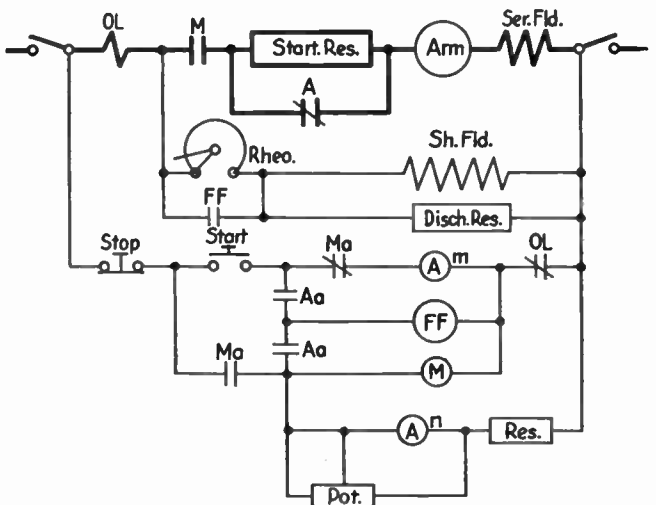 OL
M
Start. Res.
Arm
Ser. Fld.
A
Rheo.
Sh. Fld.
FF
Disch. Res.
Stop
Start
Ma
A m
OL
Aa
FF
Aa
Ma
M
A n
Res.
Pot.